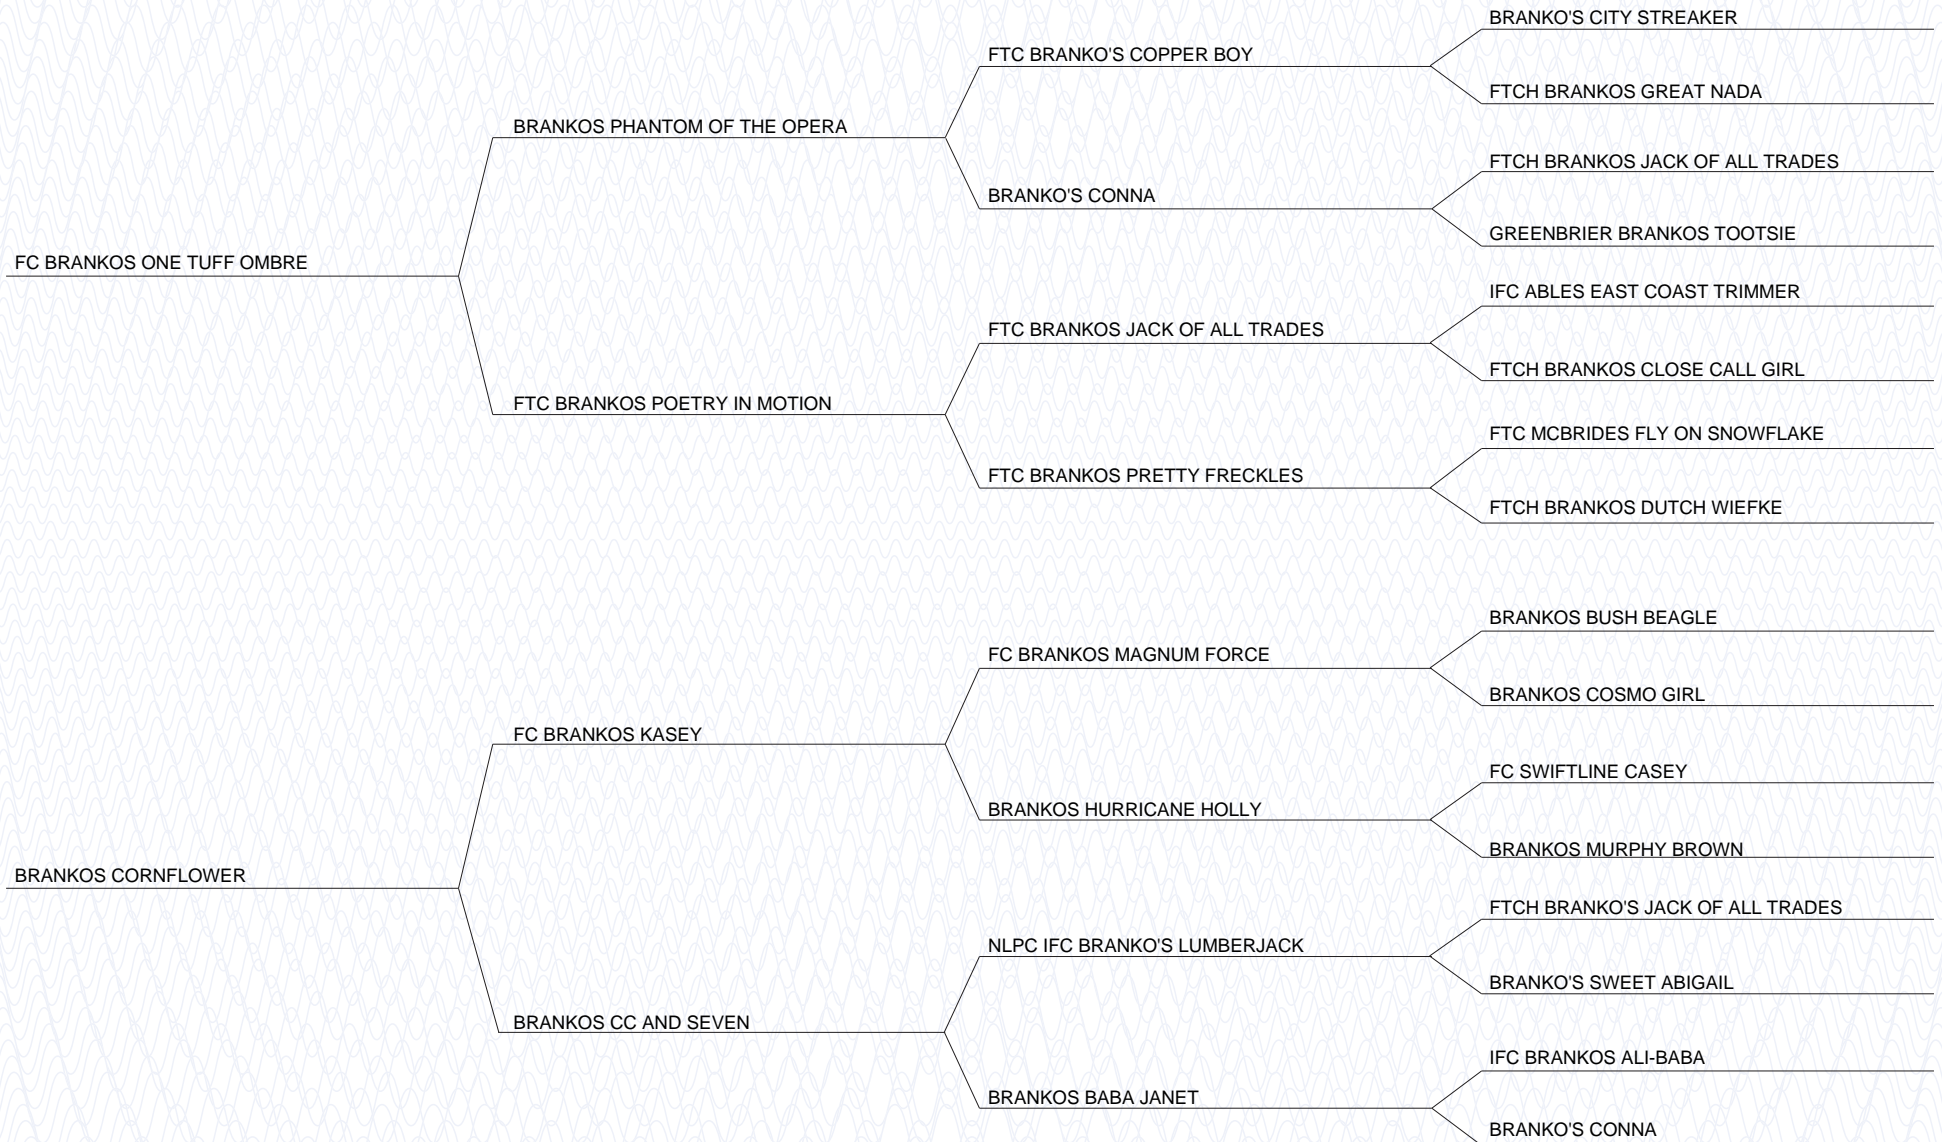 BRANKO'S CITY STREAKER
FTC BRANKO'S COPPER BOY
FTCH BRANKOS GREAT NADA
BRANKOS PHANTOM OF THE OPERA
FTCH BRANKOS JACK OF ALL TRADES
BRANKO'S CONNA
GREENBRIER BRANKOS TOOTSIE
FC BRANKOS ONE TUFF OMBRE
IFC ABLES EAST COAST TRIMMER
FTC BRANKOS JACK OF ALL TRADES
FTCH BRANKOS CLOSE CALL GIRL
FTC BRANKOS POETRY IN MOTION
FTC MCBRIDES FLY ON SNOWFLAKE
FTC BRANKOS PRETTY FRECKLES
FTCH BRANKOS DUTCH WIEFKE
BRANKOS BUSH BEAGLE
FC BRANKOS MAGNUM FORCE
BRANKOS COSMO GIRL
FC BRANKOS KASEY
FC SWIFTLINE CASEY
BRANKOS HURRICANE HOLLY
BRANKOS MURPHY BROWN
BRANKOS CORNFLOWER
FTCH BRANKO'S JACK OF ALL TRADES
NLPC IFC BRANKO'S LUMBERJACK
BRANKO'S SWEET ABIGAIL
BRANKOS CC AND SEVEN
IFC BRANKOS ALI-BABA
BRANKOS BABA JANET
BRANKO'S CONNA